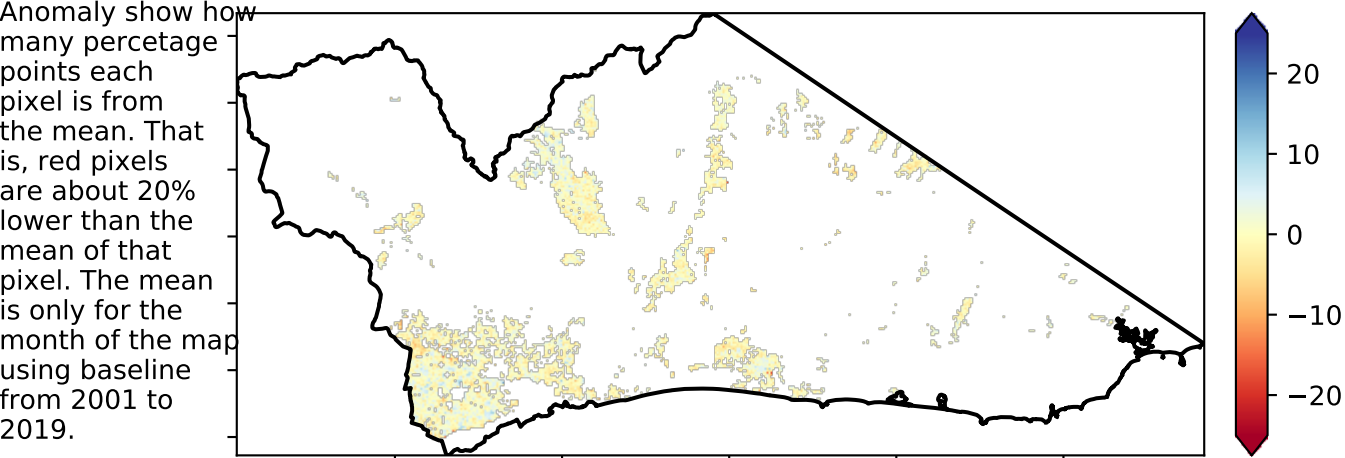 Anomaly show how
many percetage
points each
pixel is from
the mean. That
is, red pixels
are about 20%
lower than the
mean of that
pixel. The mean
is only for the
month of the map
using baseline
from 2001 to
2019.
20
10
0
−10
−20